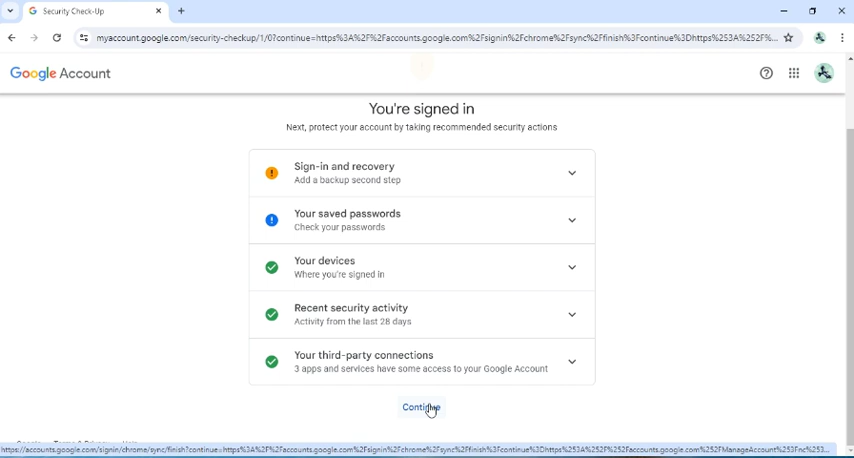 Security Check-Up
myaccount.google.com/security-checkup/1/0?continue=https%3A%2F%2Faccounts.google.com%2Fsignin%2Fchrome%2Fsync%2Ffinish%3Fcontinue%3Dhttps%253A%252F%...
Google Account
You're signed in
Next, protect your account by taking recommended security actions
Sign-in and recovery
Add a backup second step
Your saved passwords
Check your passwords
Your devices
Where you're signed in
Recent security activity
Activity from the last 28 days
Your third-party connections
3 apps and services have some access to your Google Account
Continue
https://accounts.google.com/signin/chrome/sync/finish?continue=https%3A%2F%2Faccounts.google.com%2Fsignin%2Fchrome%2Fsync%2Ffinish%3Fcontinue%3Dhttps%253A%252F%252Faccounts.google.com%252FManageAccount%253Fnc%253...